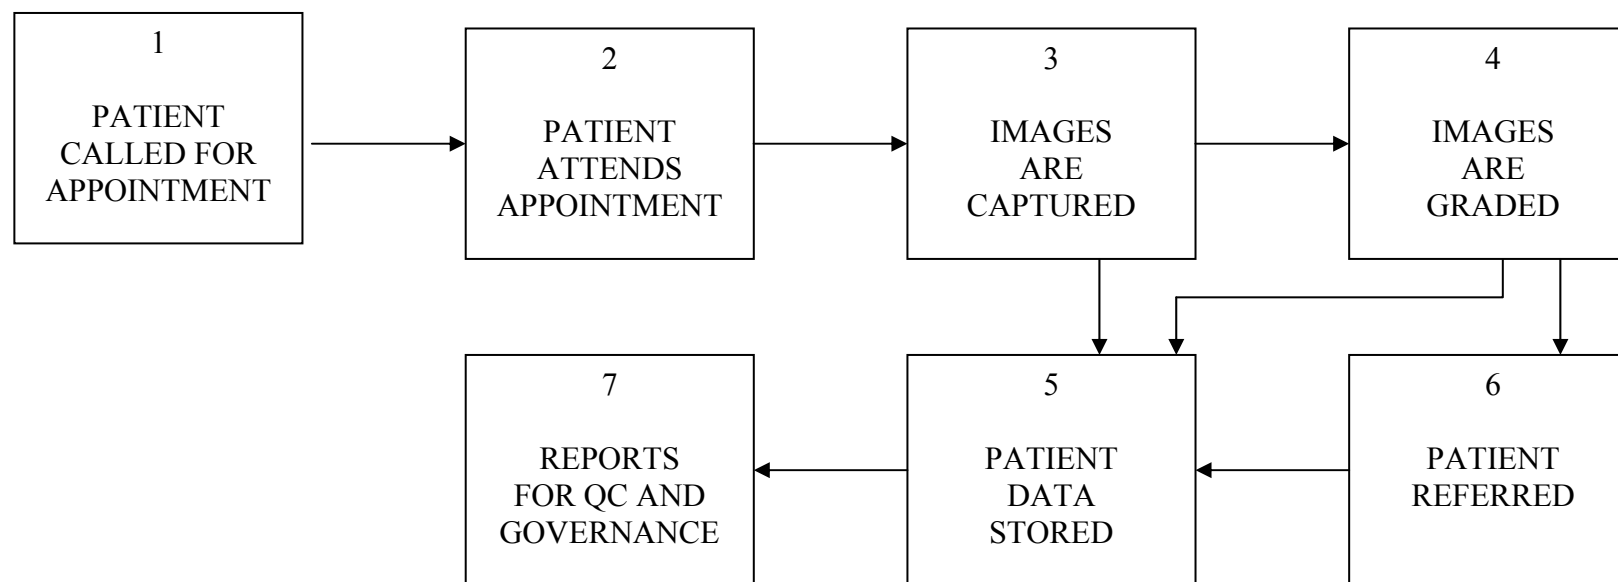 1
PATIENT
CALLED FOR
APPOINTMENT
2
PATIENT
ATTENDS
APPOINTMENT
3
IMAGES
ARE
CAPTURED
4
IMAGES
ARE
GRADED
7
REPORTS
FOR QC AND
GOVERNANCE
5
PATIENT
DATA
STORED
6
PATIENT
REFERRED